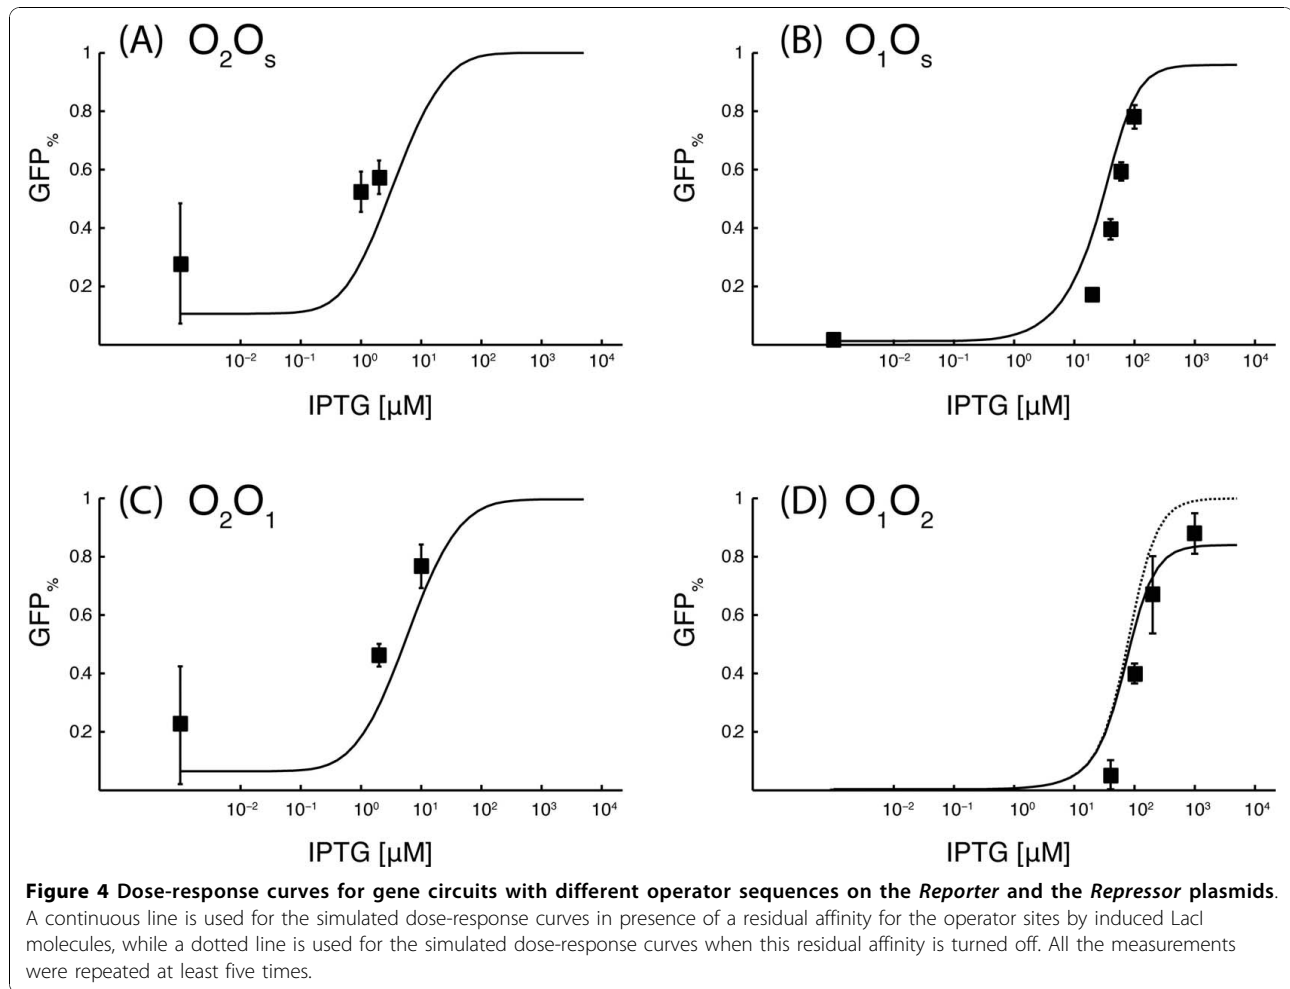 (A) O₂Oₛ
1
0.8
0.6
0.4
0.2
GFP%
10⁻² 10⁻¹ 10⁰ 10¹ 10² 10³ 10⁴
IPTG [µM]
(B) O₁Oₛ
1
0.8
0.6
0.4
0.2
GFP%
10⁻² 10⁻¹ 10⁰ 10¹ 10² 10³ 10⁴
IPTG [µM]
(C) O₂O₁
1
0.8
0.6
0.4
0.2
GFP%
10⁻² 10⁻¹ 10⁰ 10¹ 10² 10³ 10⁴
IPTG [µM]
(D) O₁O₂
1
0.8
0.6
0.4
0.2
GFP%
10⁻² 10⁻¹ 10⁰ 10¹ 10² 10³ 10⁴
IPTG [µM]
Figure 4 Dose-response curves for gene circuits with different operator sequences on the Reporter and the Repressor plasmids.
A continuous line is used for the simulated dose-response curves in presence of a residual affinity for the operator sites by induced LacI
molecules, while a dotted line is used for the simulated dose-response curves when this residual affinity is turned off. All the measurements
were repeated at least five times.